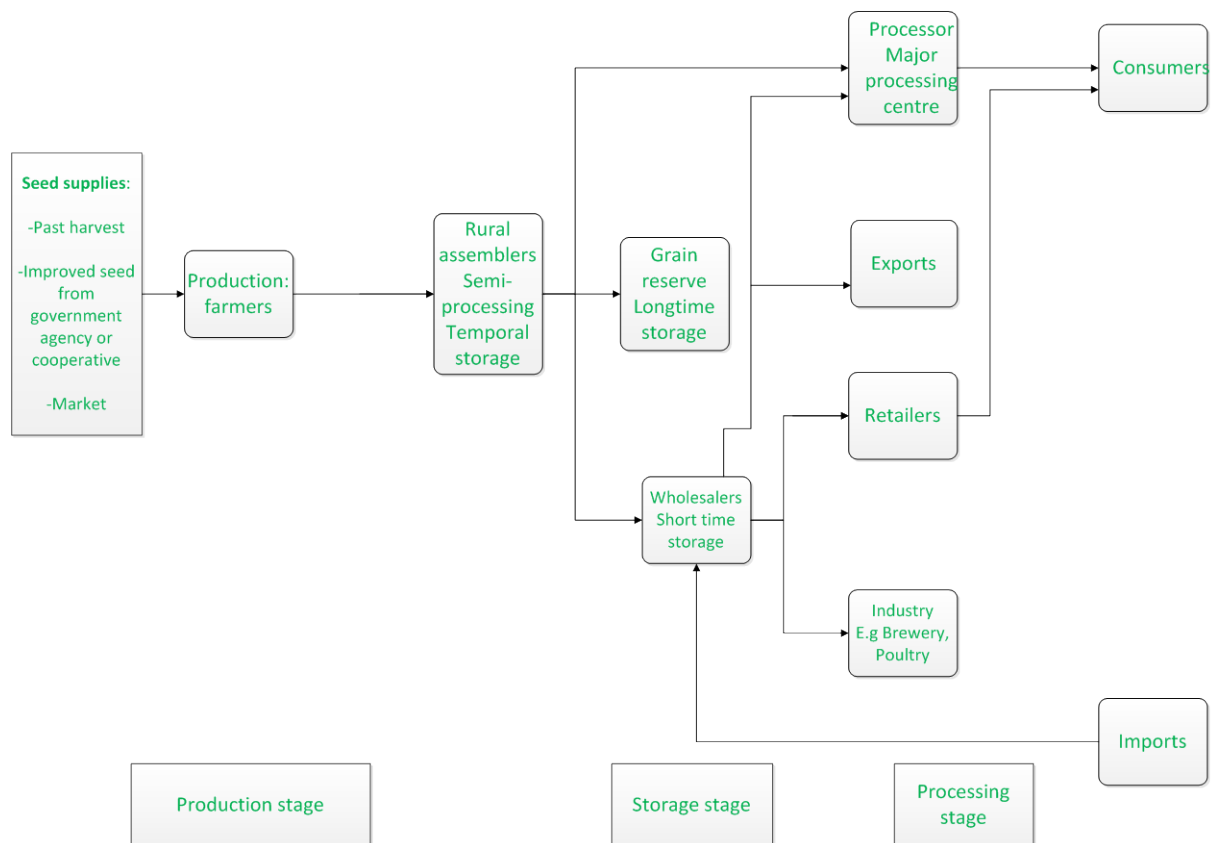 Seed supplies:
-Past harvest
-Improved seed
from
government
agency or
cooperative
-Market
Production:
farmers
Rural
assemblers
Semi-
processing
Temporal
storage
Grain
reserve
Longtime
storage
Wholesalers
Short time
storage
Processor
Major
processing
centre
Exports
Retailers
Industry
E.g Brewery,
Poultry
Consumers
Imports
Production stage
Storage stage
Processing
stage